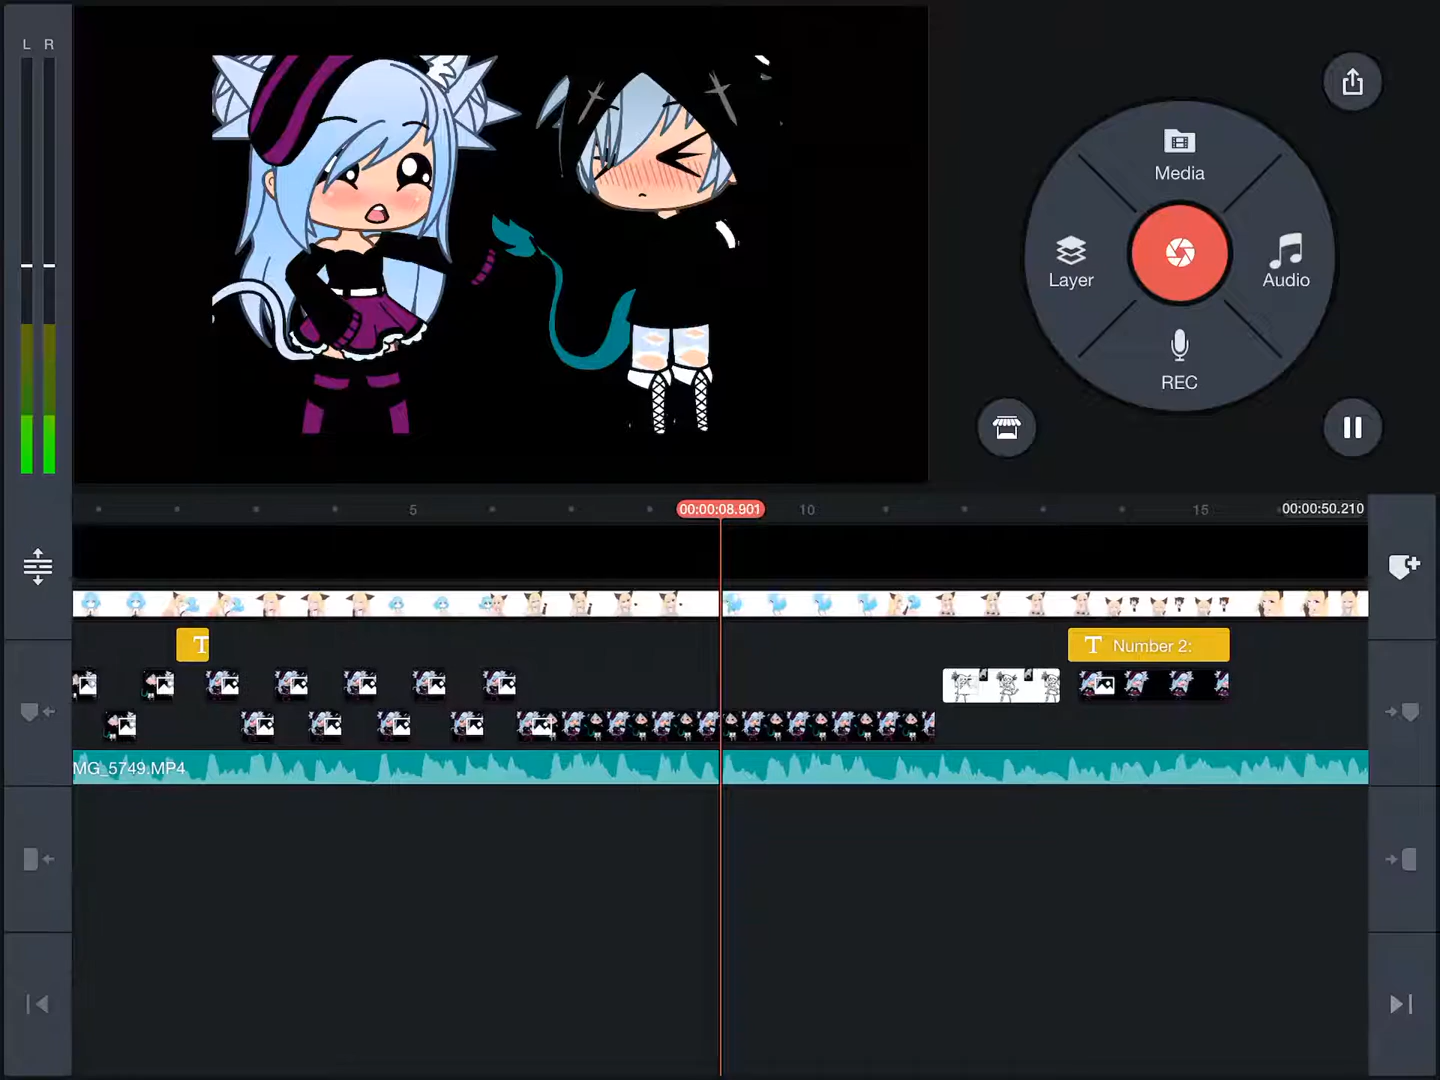 L R
Media
Layer
Audio
REC
5
00:00:08.901
10
15
00:00:50.210
T
T Number 2:
MG_5749.MP4